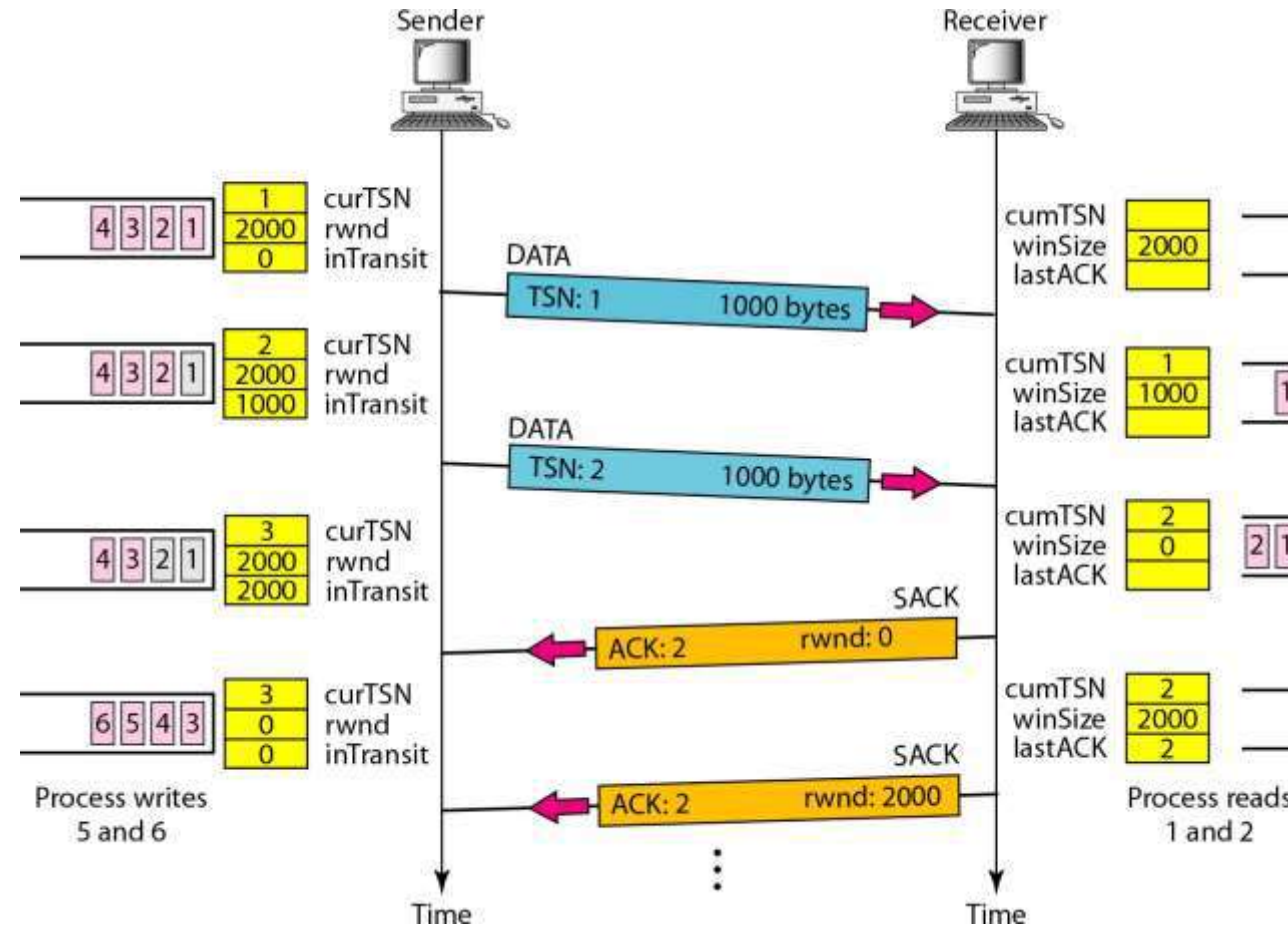 Sender
Receiver
4 3 2 1
1 curTSN
2000 rwnd
0 inTransit
cumTSN
winSize 2000
lastACK
DATA
TSN: 1 1000 bytes
4 3 2 1
2 curTSN
2000 rwnd
1000 inTransit
cumTSN 1
winSize 1000
lastACK
1
DATA
TSN: 2 1000 bytes
4 3 2 1
3 curTSN
2000 rwnd
2000 inTransit
cumTSN 2
winSize 0
lastACK
2 1
SACK
ACK: 2 rwnd: 0
6 5 4 3
3 curTSN
0 rwnd
0 inTransit
cumTSN 2
winSize 2000
lastACK 2
Process writes
5 and 6
SACK
ACK: 2 rwnd: 2000
Process reads
1 and 2
Time
Time